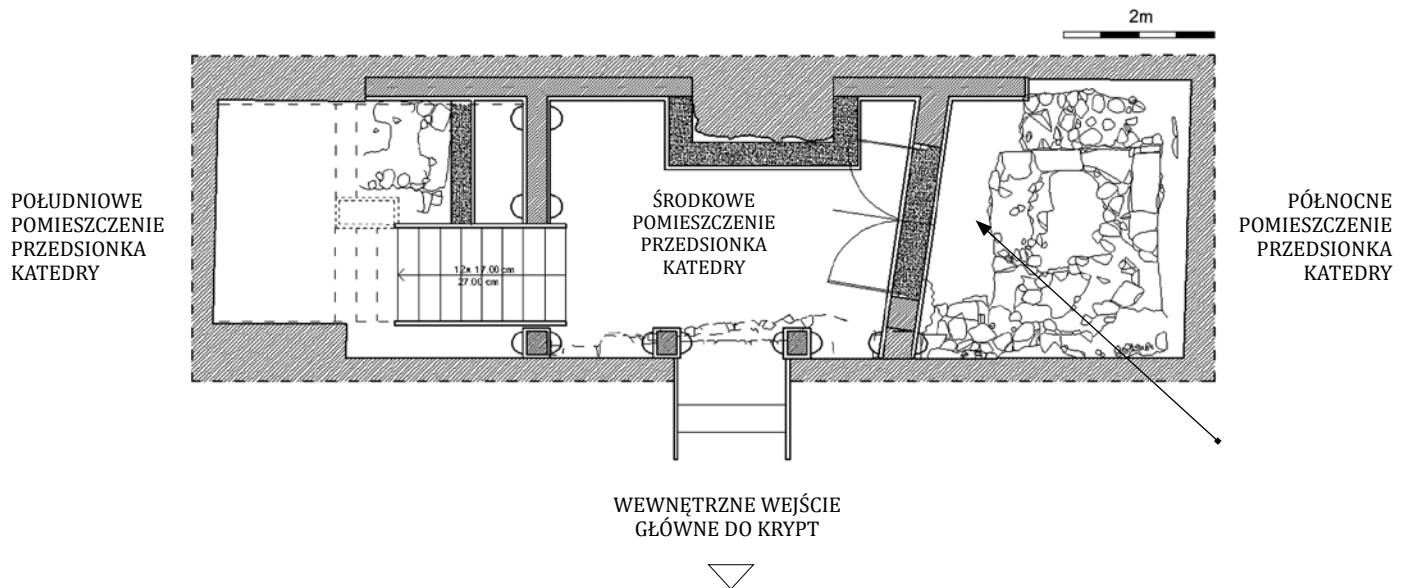 2m
POŁUDNIOWE
POMIESZCZENIE
PRZEDSIONKA
KATEDRY
ŚRODKOWE
POMIESZCZENIE
PRZEDSIONKA
KATEDRY
PÓŁNOCNE
POMIESZCZENIE
PRZEDSIONKA
KATEDRY
12x 17.00 cm
27.00 cm
WEWNĘTRZNE WEJŚCIE
GŁÓWNE DO KRYPT